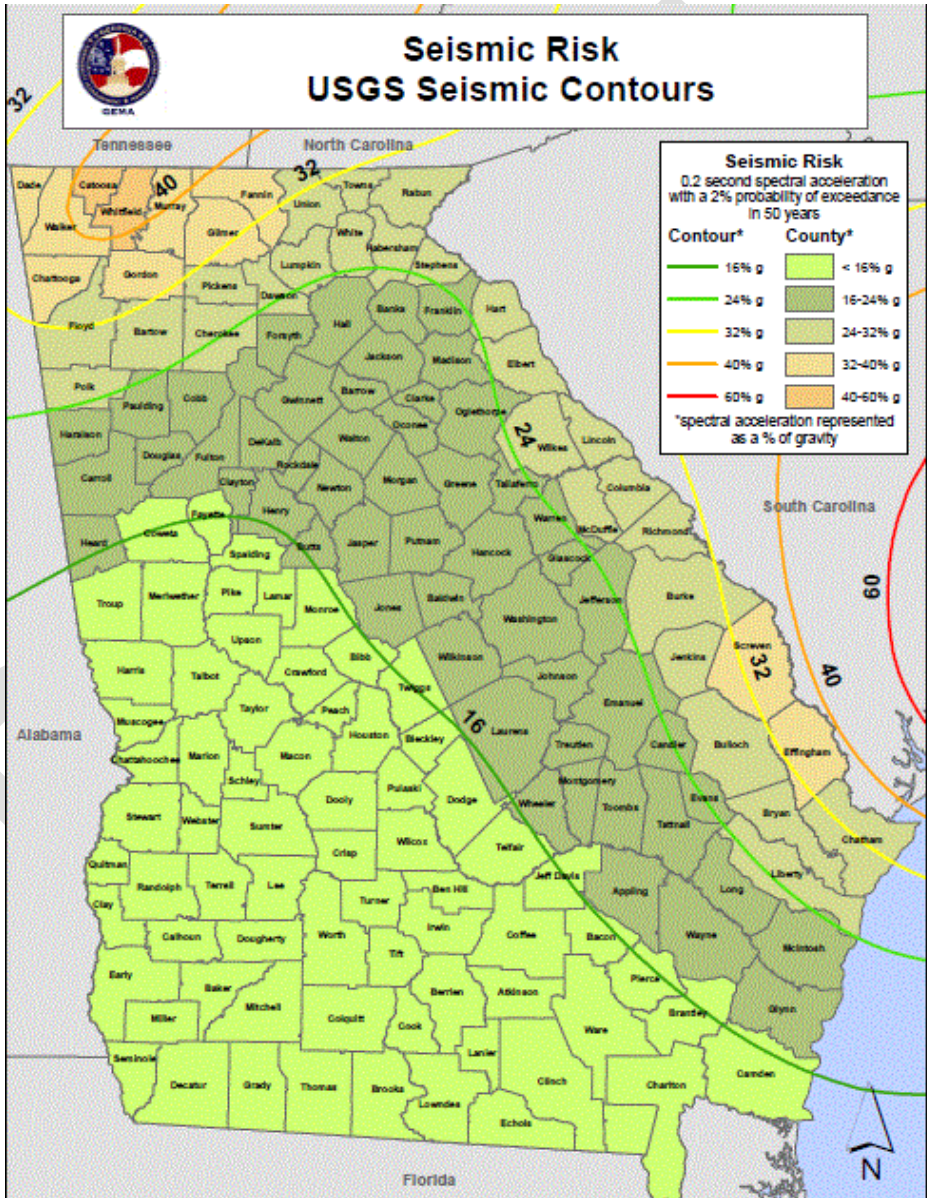 Seismic Risk
USGS Seismic Contours
GEMA
32
Tennessee
North Carolina
32
40
Seismic Risk
0.2 second spectral acceleration
with a 2% probability of exceedance
in 50 years
Contour* County*
16% g < 16% g
24% g 16-24% g
32% g 24-32% g
40% g 32-40% g
60% g 40-60% g
*spectral acceleration represented
as a % of gravity
Dade Catoosa Fannin Towns Rabun
Whitfield Murray Union
Walker Gilmer White Habersham
Chattooga Gordon Lumpkin Stephens
Pickens Dawson
Floyd Bartow Cherokee Forsyth Hall Banks Franklin Hart
Jackson Madison Elbert
Polk Paulding Cobb Gwinnett Barrow Clarke Oglethorpe
Haralson Oconee 24 Wilkes Lincoln
Douglas Fulton DeKalb Walton
Carroll Clayton Rockdale Newton Morgan Greene Taliaferro Columbia
South Carolina
Fayette Henry Warren McDuffie Richmond
Heard Coweta Spalding Butts Jasper Putnam Hancock Glascock
60
Troup Meriwether Pike Lamar Monroe Jones Baldwin Washington Jefferson Burke
Upson Screven
Harris Talbot Crawford Bibb Wilkinson Johnson Jenkins 32
40
Taylor Peach Twiggs Emanuel
Muscogee Houston Bleckley 16 Laurens
Alabama
Chattahoochee Marion Macon Treutlen Candler Bulloch Effingham
Schley Pulaski Dodge Montgomery
Stewart Webster Sumter Dooly Wheeler Toombs Evans Bryan
Tattnall Chatham
Quitman Crisp Wilcox Telfair
Randolph Terrell Lee Jeff Davis Liberty
Clay Turner Ben Hill Appling Long
Calhoun Dougherty Worth Irwin Coffee Bacon Wayne McIntosh
Tift
Early Baker Mitchell Berrien Atkinson Pierce
Miller Colquitt Cook Ware Brantley Glynn
Seminole Lanier
Decatur Grady Thomas Brooks Clinch Charlton Camden
Lowndes Echols
Florida
N